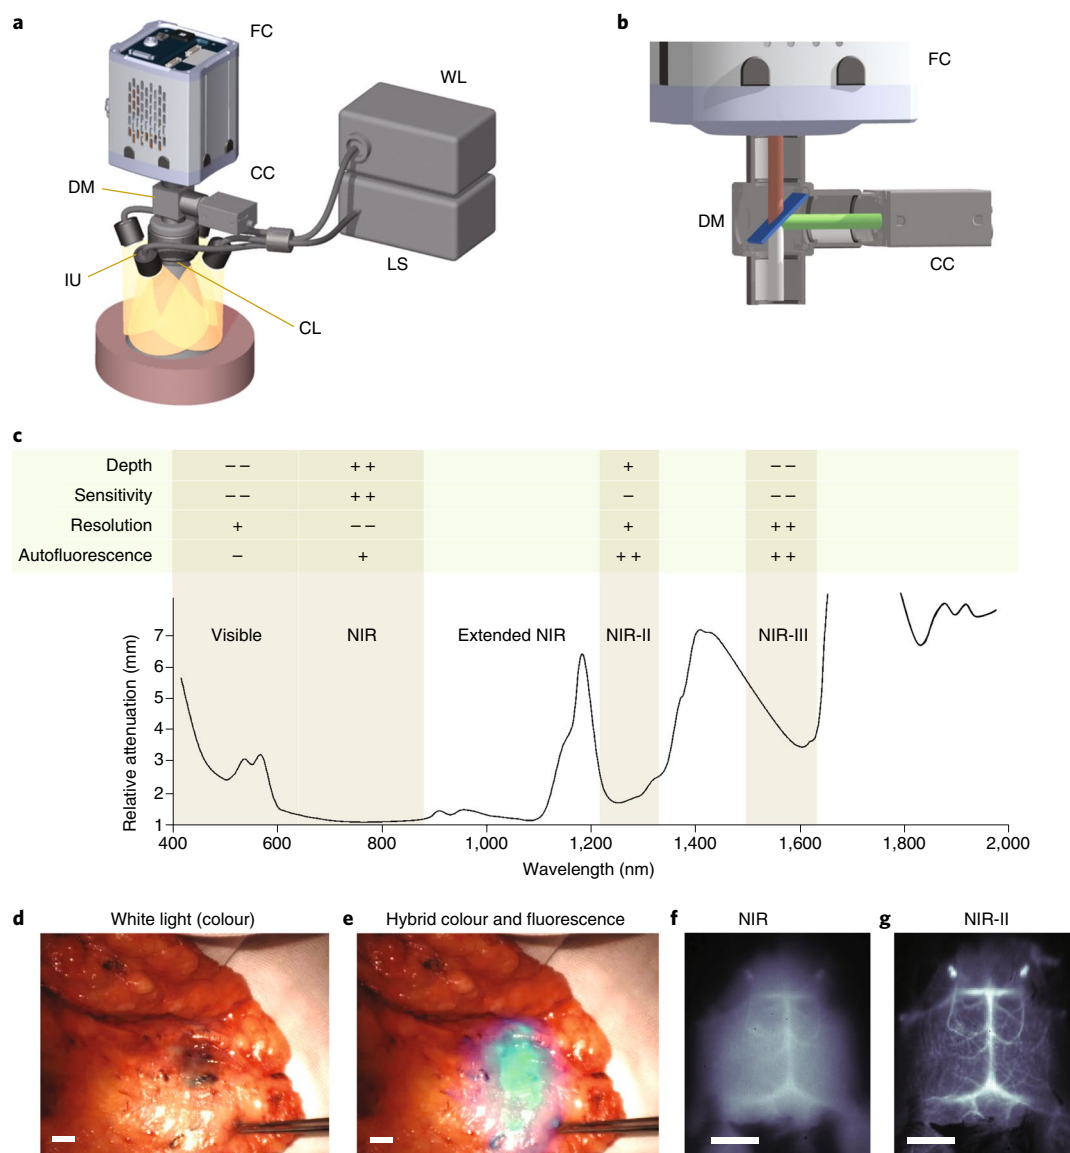 a
FC
WL
DM
CC
IU
LS
CL
b
FC
DM
CC
c
Depth − − + + + − −
Sensitivity − − + + − − −
Resolution + − − + + +
Autofluorescence − + + + + +
Visible NIR Extended NIR NIR-II NIR-III
Relative attenuation (mm)
7
6
5
4
3
2
1
400 600 800 1,000 1,200 1,400 1,600 1,800 2,000
Wavelength (nm)
d White light (colour)
e Hybrid colour and fluorescence
f NIR
g NIR-II